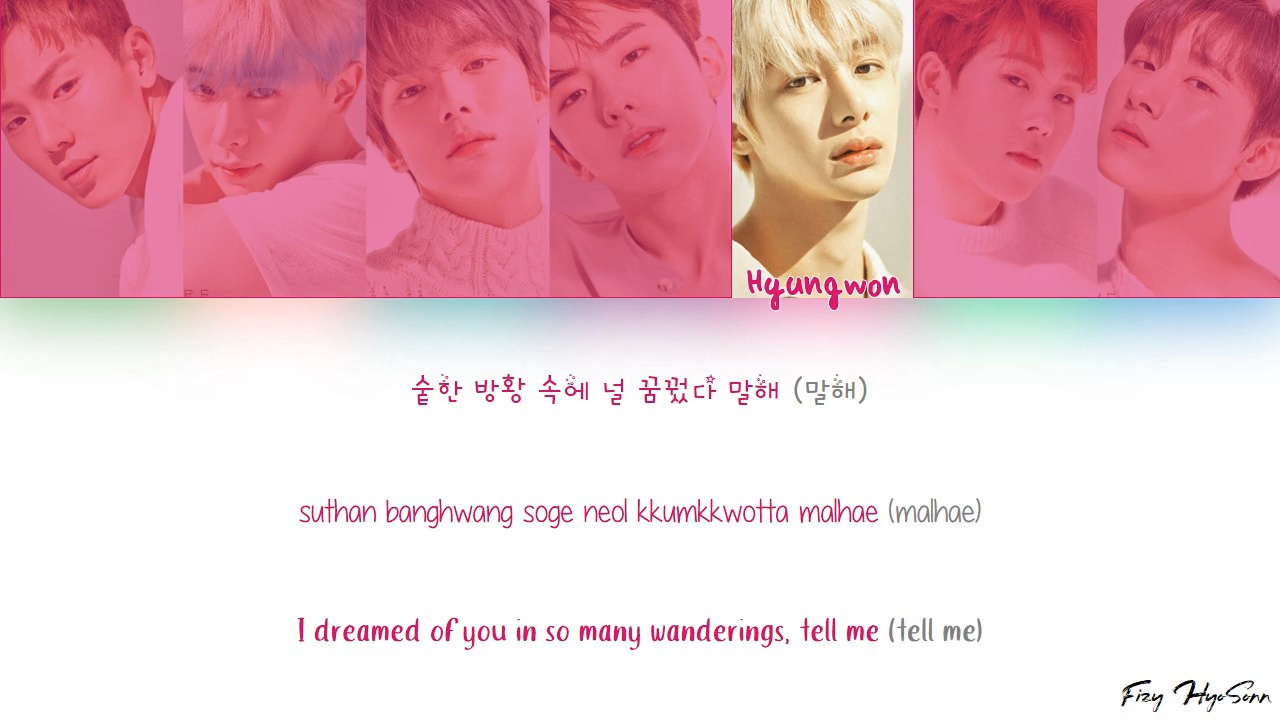 Hyungwon
숱한 방황 속에 널 꿈꿨다 말해 (말해)
suthan banghwang soge neol kkumkkwotta malhae (malhae)
I dreamed of you in so many wanderings, tell me (tell me)
Fizy HyoSonn